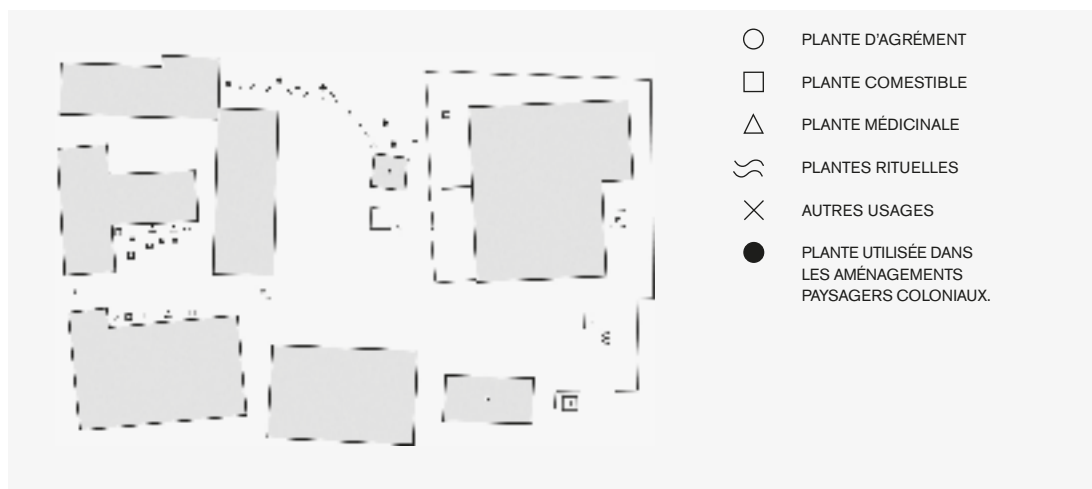 PLANTE D'AGRÉMENT
PLANTE COMESTIBLE
PLANTE MÉDICINALE
PLANTES RITUELLES
AUTRES USAGES
PLANTE UTILISÉE DANS
LES AMÉNAGEMENTS
PAYSAGERS COLONIAUX.